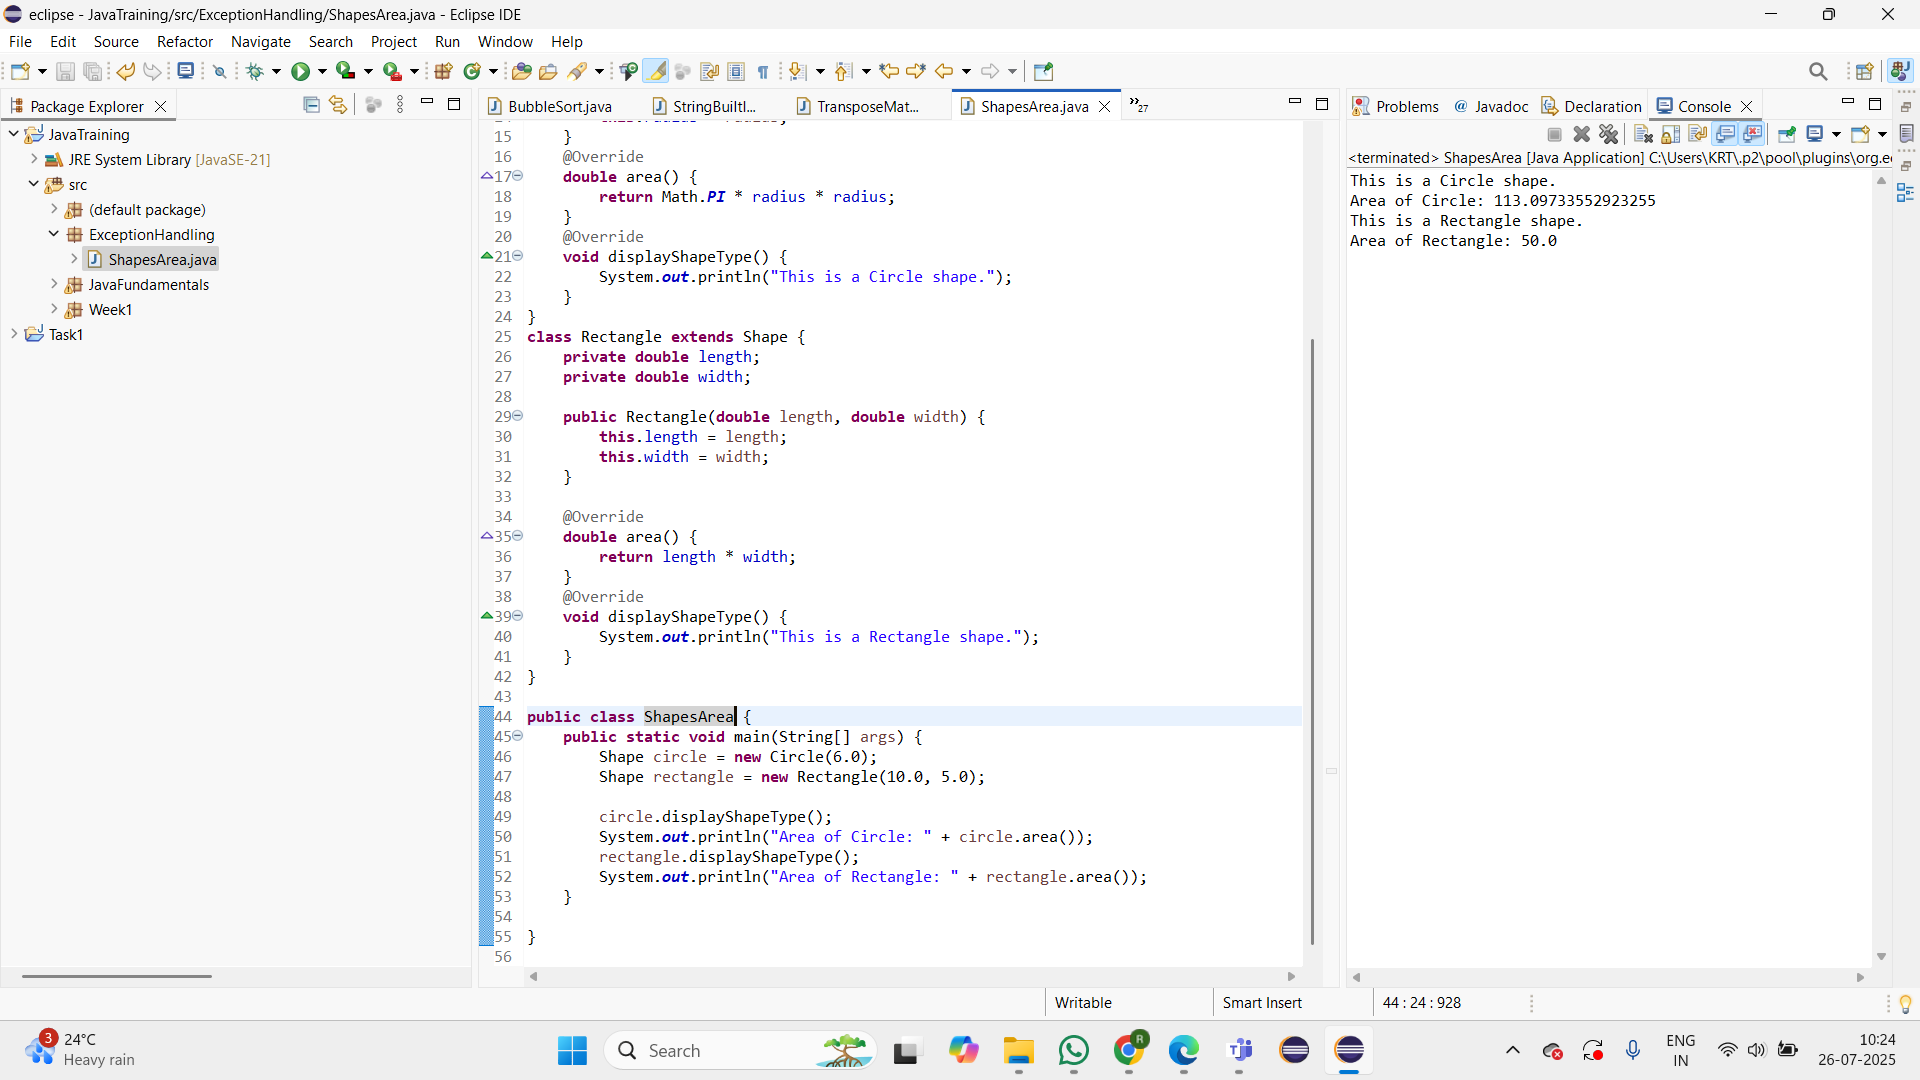 eclipse - JavaTraining/src/ExceptionHandling/ShapesArea.java - Eclipse IDE
File Edit Source Refactor Navigate Search Project Run Window Help
Package Explorer
JavaTraining
JRE System Library [JavaSE-21]
src
(default package)
ExceptionHandling
ShapesArea.java
JavaFundamentals
Week1
Task1
BubbleSort.java StringBuiltI... TransposeMat... ShapesArea.java »27
15     }
16     @Override
17     double area() {
18         return Math.PI * radius * radius;
19     }
20     @Override
21     void displayShapeType() {
22         System.out.println("This is a Circle shape.");
23     }
24 }
25 class Rectangle extends Shape {
26     private double length;
27     private double width;
28
29     public Rectangle(double length, double width) {
30         this.length = length;
31         this.width = width;
32     }
33
34     @Override
35     double area() {
36         return length * width;
37     }
38     @Override
39     void displayShapeType() {
40         System.out.println("This is a Rectangle shape.");
41     }
42 }
43
44 public class ShapesArea {
45     public static void main(String[] args) {
46         Shape circle = new Circle(6.0);
47         Shape rectangle = new Rectangle(10.0, 5.0);
48
49         circle.displayShapeType();
50         System.out.println("Area of Circle: " + circle.area());
51         rectangle.displayShapeType();
52         System.out.println("Area of Rectangle: " + rectangle.area());
53     }
54
55 }
56
Problems @ Javadoc Declaration Console
<terminated> ShapesArea [Java Application] C:\Users\KRT\.p2\pool\plugins\org.e
This is a Circle shape.
Area of Circle: 113.09733552923255
This is a Rectangle shape.
Area of Rectangle: 50.0
Writable Smart Insert 44 : 24 : 928
3 24°C
Heavy rain
Search
R
ENG
IN
10:24
26-07-2025